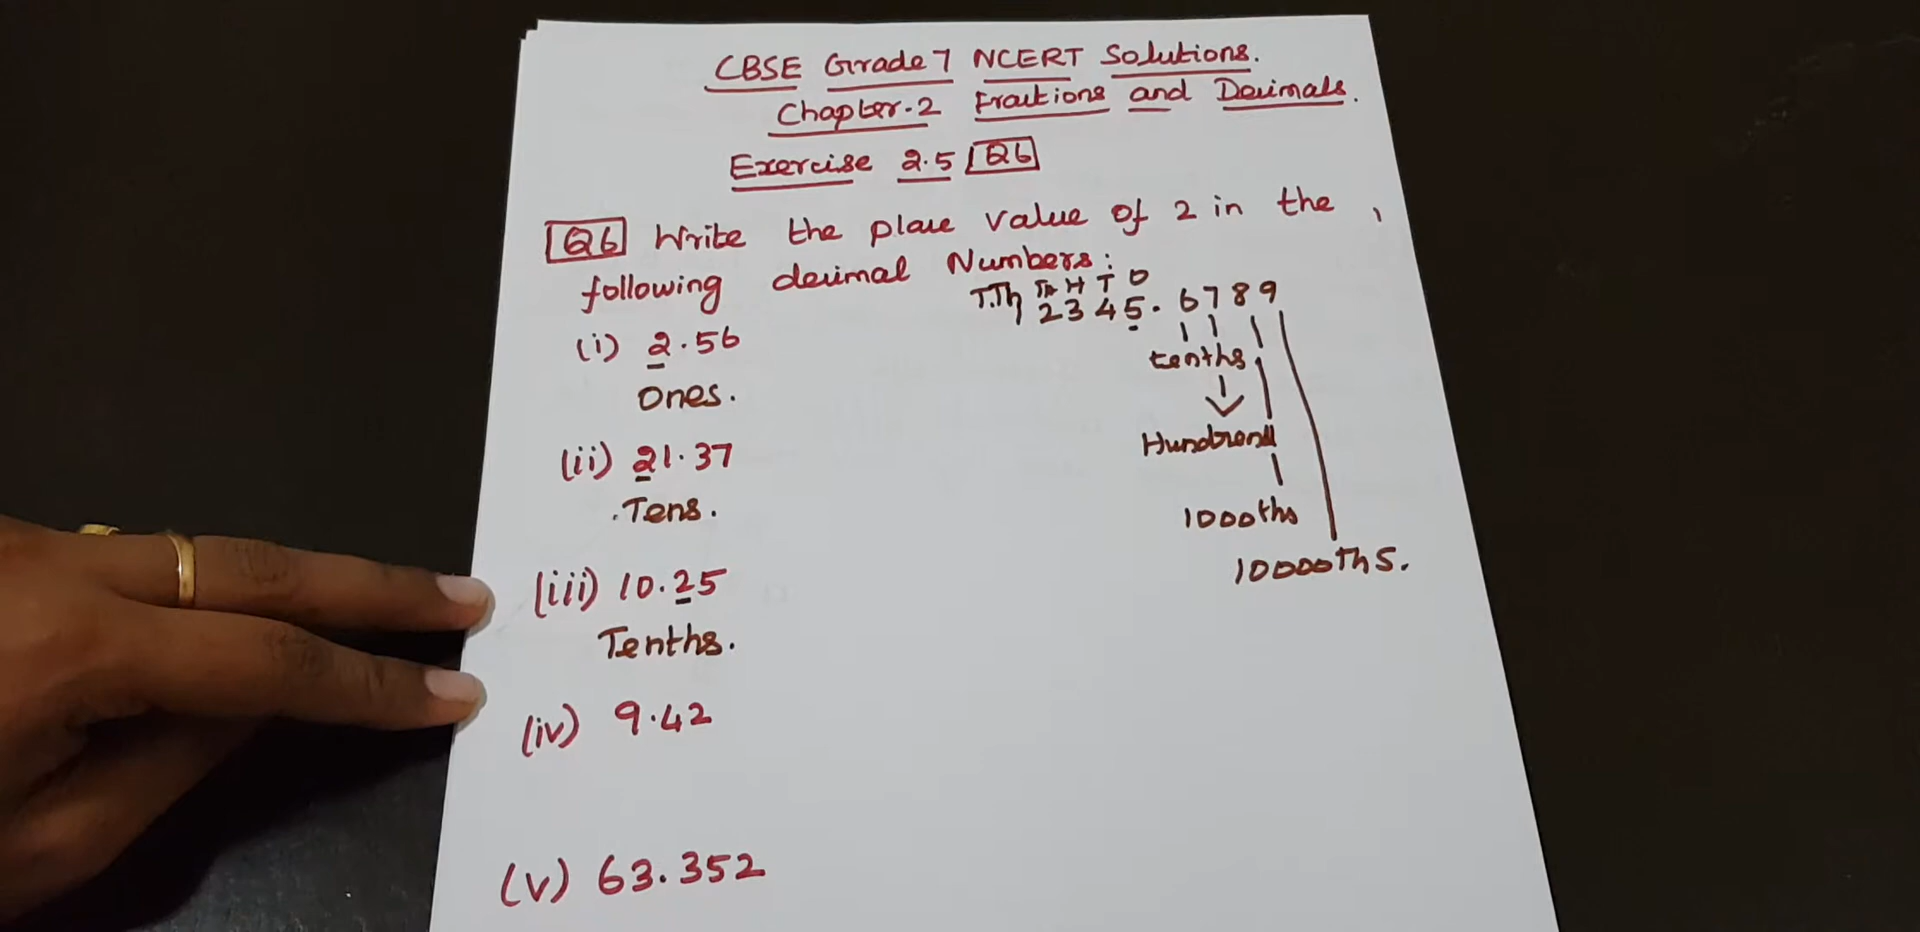 CBSE Grade 7 NCERT Solutions.
Chapter-2 Fractions and Decimals.
Exercise 2.5 Q6
Q6 Write the place value of 2 in the
following decimal Numbers:
T.Th Th H T O
2345.6789
(i) 2.56
Ones.
tenths
(ii) 21.37
Tens.
1000ths
10000ths.
(iii) 10.25
Tenths.
(iv) 9.42
(v) 63.352